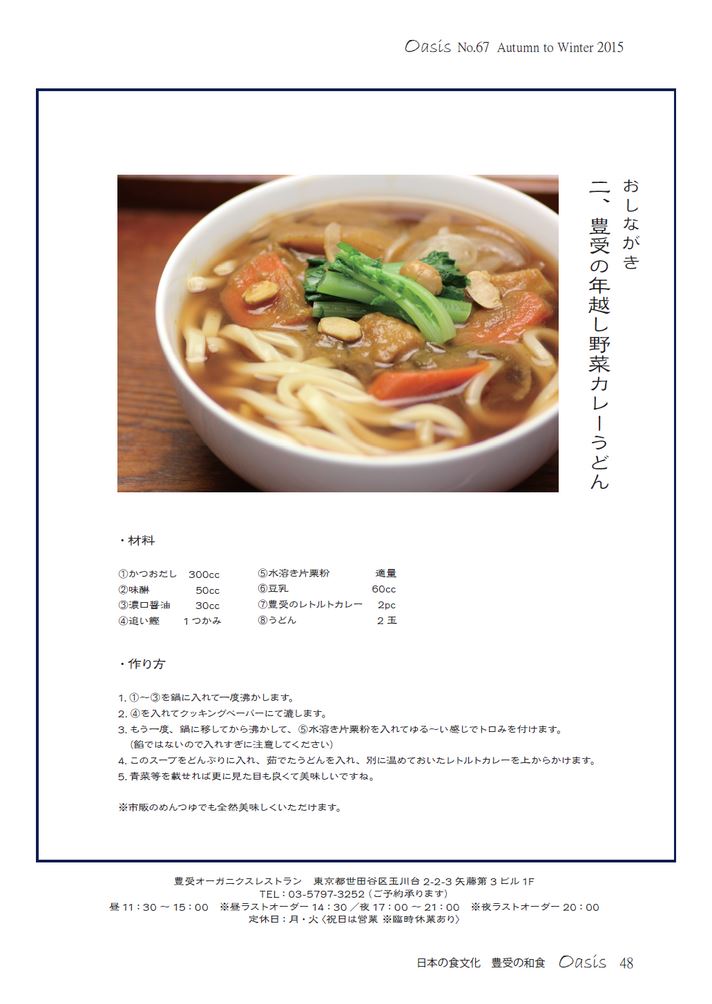 Oasis No.67 Autumn to Winter 2015
おしながき
二、豊受の年越し野菜カレーうどん
・材料
①かつおだし 300cc
②味醂 50cc
③濃口醤油 30cc
④追い鰹 1つかみ
⑤水溶き片栗粉 適量
⑥豆乳 60cc
⑦豊受のレトルトカレー 2pc
⑧うどん 2玉
・作り方
1. ①〜③を鍋に入れて一度沸かします。
2. ④を入れてクッキングペーパーにて漉します。
3. もう一度、鍋に移してから沸かして、⑤水溶き片栗粉を入れてゆる〜い感じでトロみを付けます。
（餡ではないので入れすぎに注意してください）
4. このスープをどんぶりに入れ、茹でたうどんを入れ、別に温めておいたレトルトカレーを上からかけます。
5. 青菜等を載せれば更に見た目も良くて美味しいですね。
※市販のめんつゆでも全然美味しくいただけます。
豊受オーガニクスレストラン 東京都世田谷区玉川台 2-2-3 矢藤第3ビル 1F
TEL：03-5797-3252（ご予約承ります）
昼 11：30 〜 15：00 ※昼ラストオーダー 14：30 ／夜 17：00 〜 21：00 ※夜ラストオーダー 20：00
定休日：月・火〈祝日は営業 ※臨時休業あり〉
日本の食文化 豊受の和食 Oasis 48